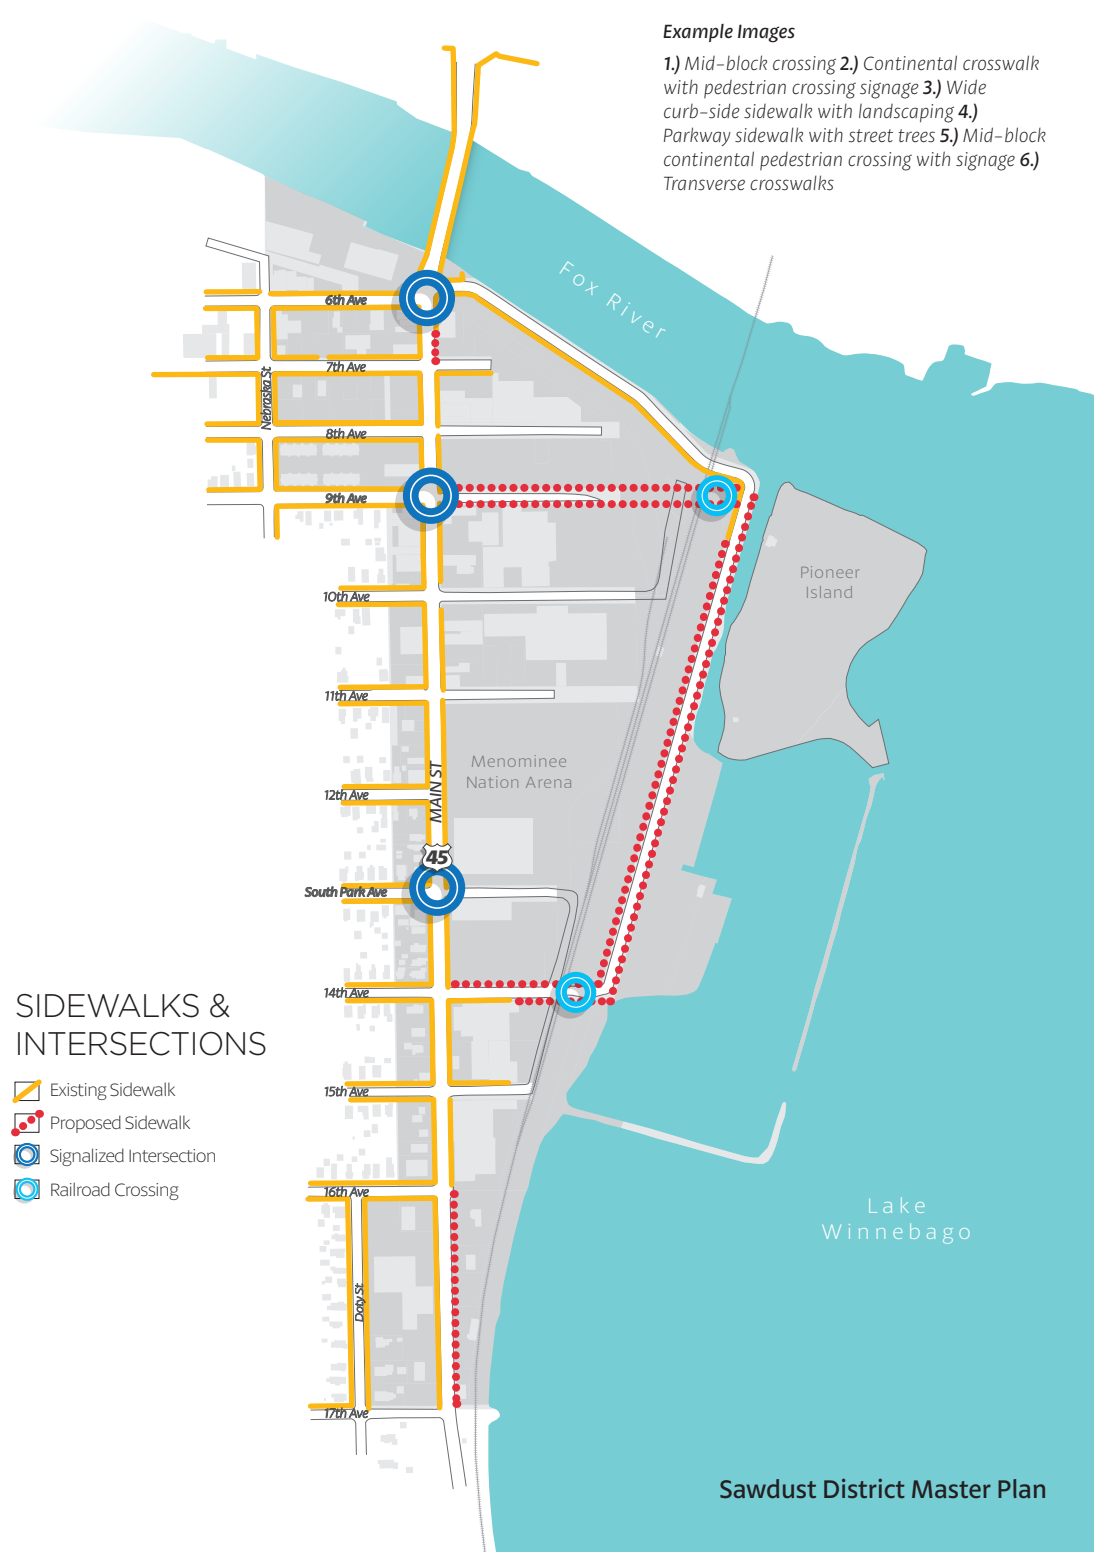 Example Images
1.) Mid-block crossing 2.) Continental crosswalk
with pedestrian crossing signage 3.) Wide
curb-side sidewalk with landscaping 4.)
Parkway sidewalk with street trees 5.) Mid-block
continental pedestrian crossing with signage 6.)
Transverse crosswalks
Fox River
6th Ave
7th Ave
Nebraska St
8th Ave
9th Ave
Pioneer
Island
10th Ave
11th Ave
Menominee
Nation Arena
MAIN ST
12th Ave
45
South Park Ave
14th Ave
SIDEWALKS &
INTERSECTIONS
Existing Sidewalk
Proposed Sidewalk
Signalized Intersection
Railroad Crossing
15th Ave
16th Ave
Lake
Winnebago
Doty St
17th Ave
Sawdust District Master Plan